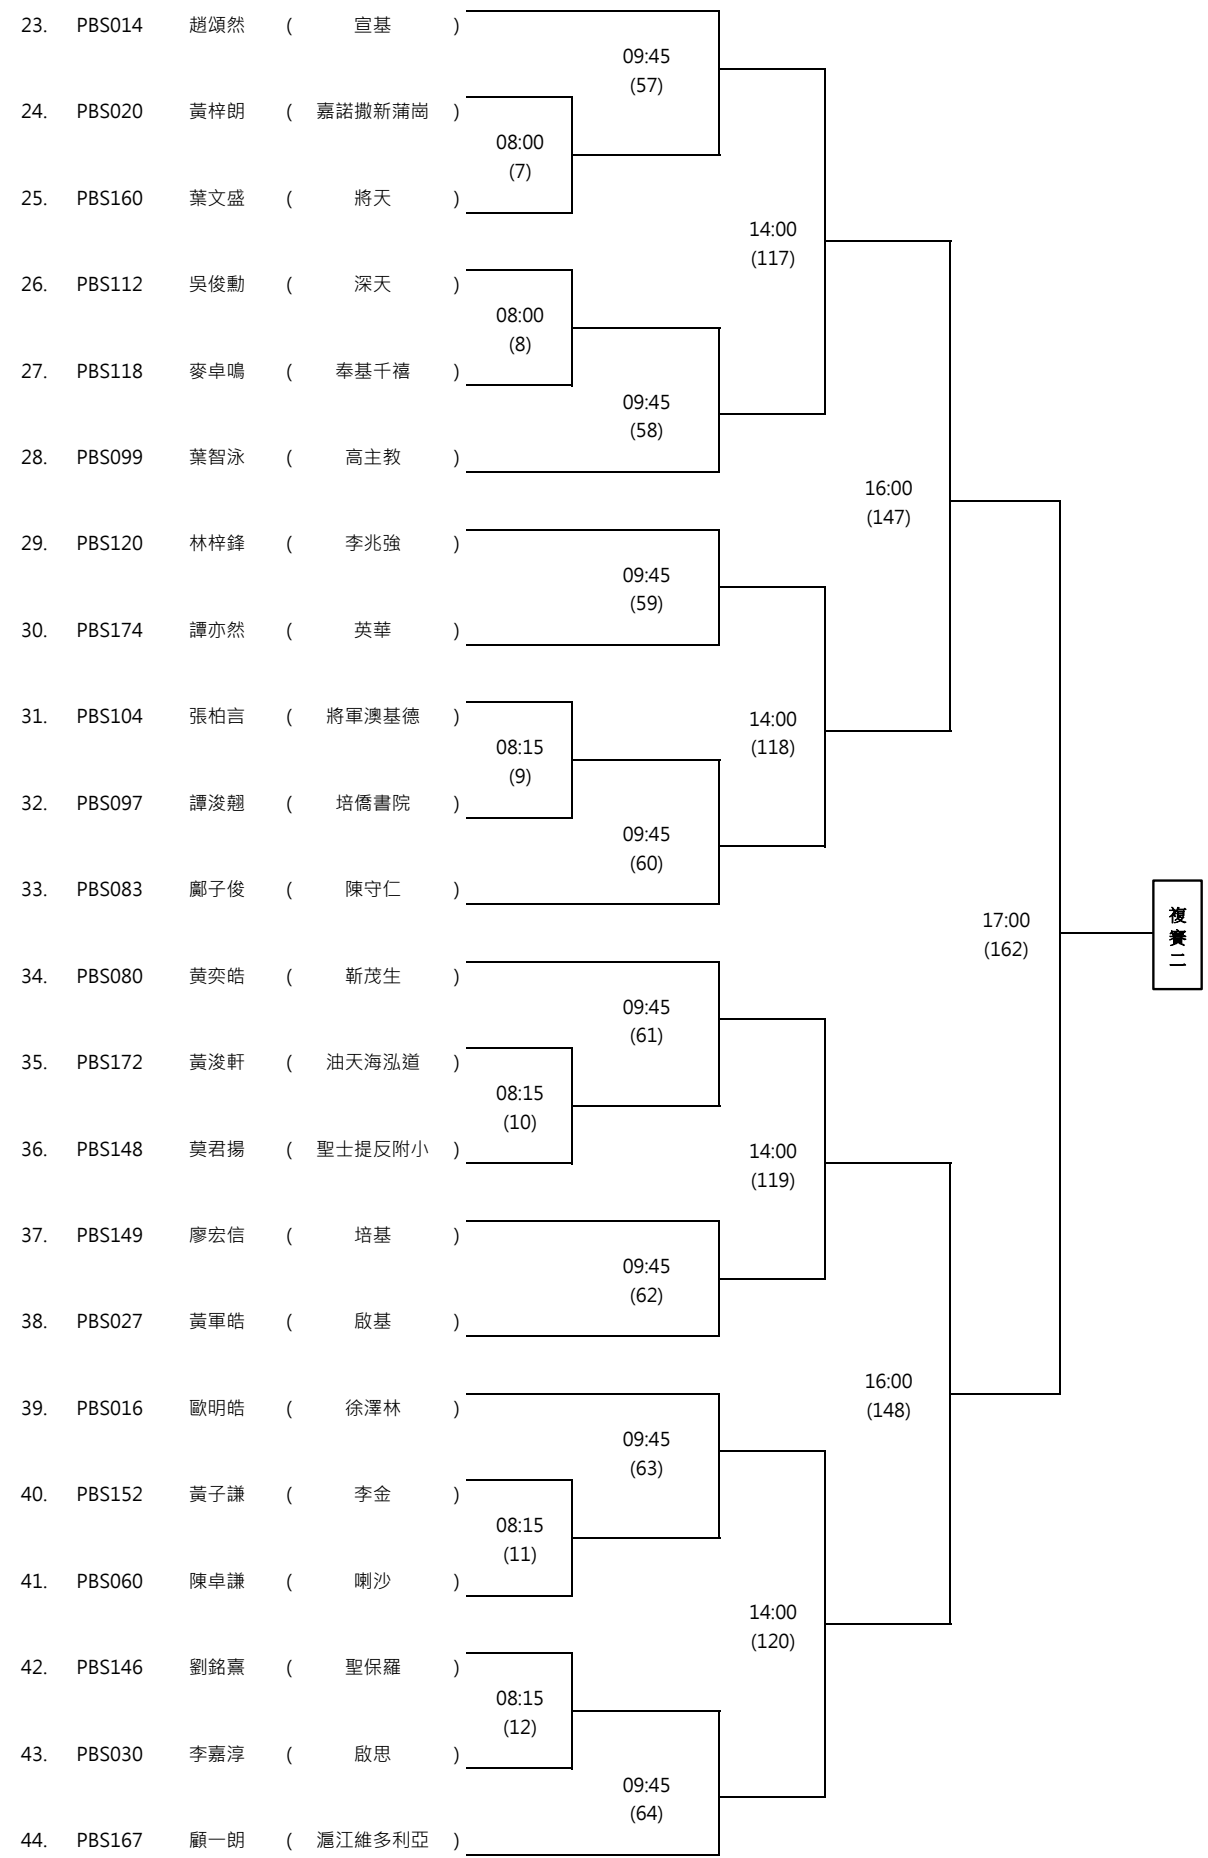 23. PBS014 趙頌然 ( 宣基 )
09:45
(57)
24. PBS020 黃梓朗 ( 嘉諾撒新蒲崗 )
08:00
(7)
25. PBS160 葉文盛 ( 將天 )
14:00
(117)
26. PBS112 吳俊勳 ( 深天 )
08:00
(8)
27. PBS118 麥卓鳴 ( 奉基千禧 )
09:45
(58)
28. PBS099 葉智泳 ( 高主教 )
16:00
(147)
29. PBS120 林梓鋒 ( 李兆強 )
09:45
(59)
30. PBS174 譚亦然 ( 英華 )
31. PBS104 張柏言 ( 將軍澳基德 )
14:00
(118)
08:15
(9)
32. PBS097 譚浚翹 ( 培僑書院 )
09:45
(60)
33. PBS083 鄺子俊 ( 陳守仁 )
17:00
(162)
複賽二
34. PBS080 黄奕皓 ( 靳茂生 )
09:45
(61)
35. PBS172 黃浚軒 ( 油天海泓道 )
08:15
(10)
36. PBS148 莫君揚 ( 聖士提反附小 )
14:00
(119)
37. PBS149 廖宏信 ( 培基 )
09:45
(62)
38. PBS027 黃軍皓 ( 啟基 )
16:00
(148)
39. PBS016 歐明皓 ( 徐澤林 )
09:45
(63)
40. PBS152 黃子謙 ( 李金 )
08:15
(11)
41. PBS060 陳卓謙 ( 喇沙 )
14:00
(120)
42. PBS146 劉銘熹 ( 聖保羅 )
08:15
(12)
43. PBS030 李嘉淳 ( 啟思 )
09:45
(64)
44. PBS167 顧一朗 ( 滬江維多利亞 )